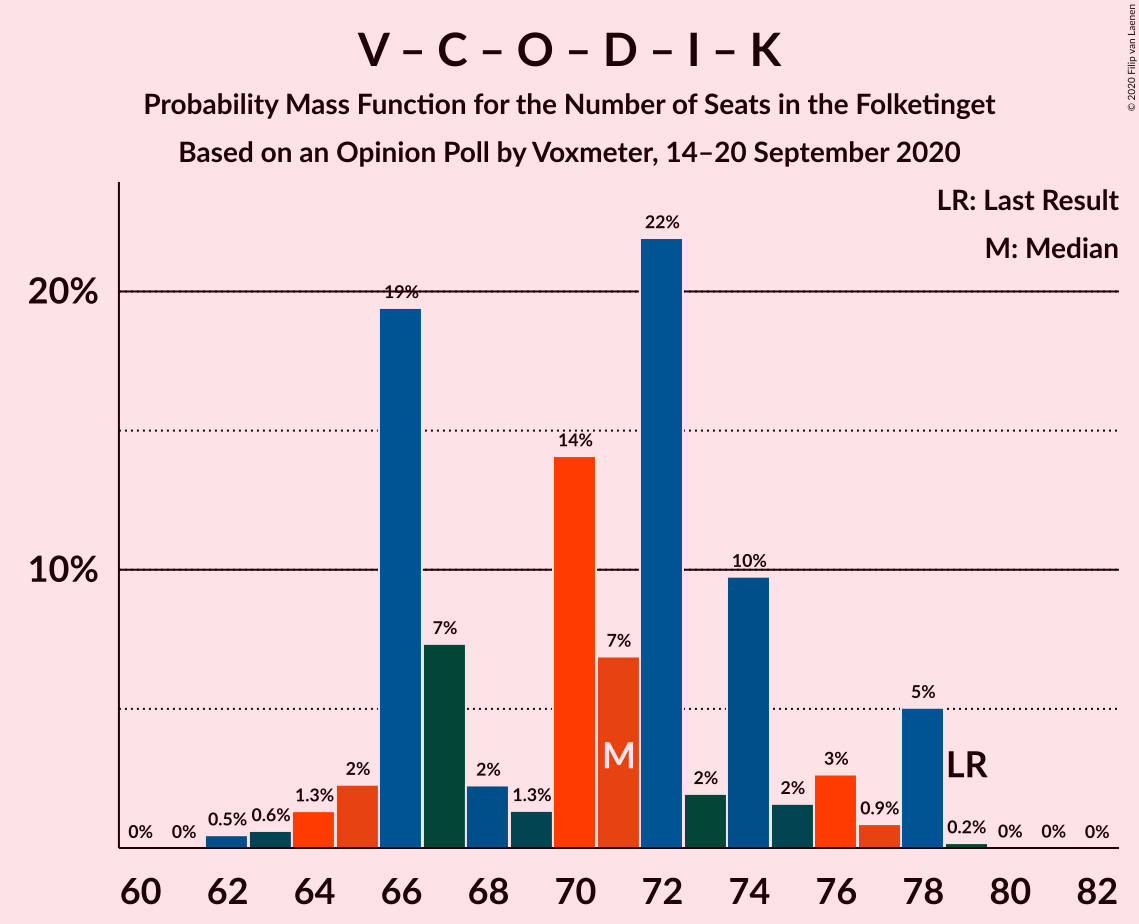 V – C – O – D – I – K
Probability Mass Function for the Number of Seats in the Folketinget
Based on an Opinion Poll by Voxmeter, 14–20 September 2020
© 2020 Filip van Laenen
LR: Last Result
M: Median
20%
10%
0% 0% 0.5% 0.6% 1.3% 2% 19% 7% 2% 1.3% 14% 7% 22% 2% 10% 2% 3% 0.9% 5% 0.2% 0% 0% 0%
M
LR
60 62 64 66 68 70 72 74 76 78 80 82